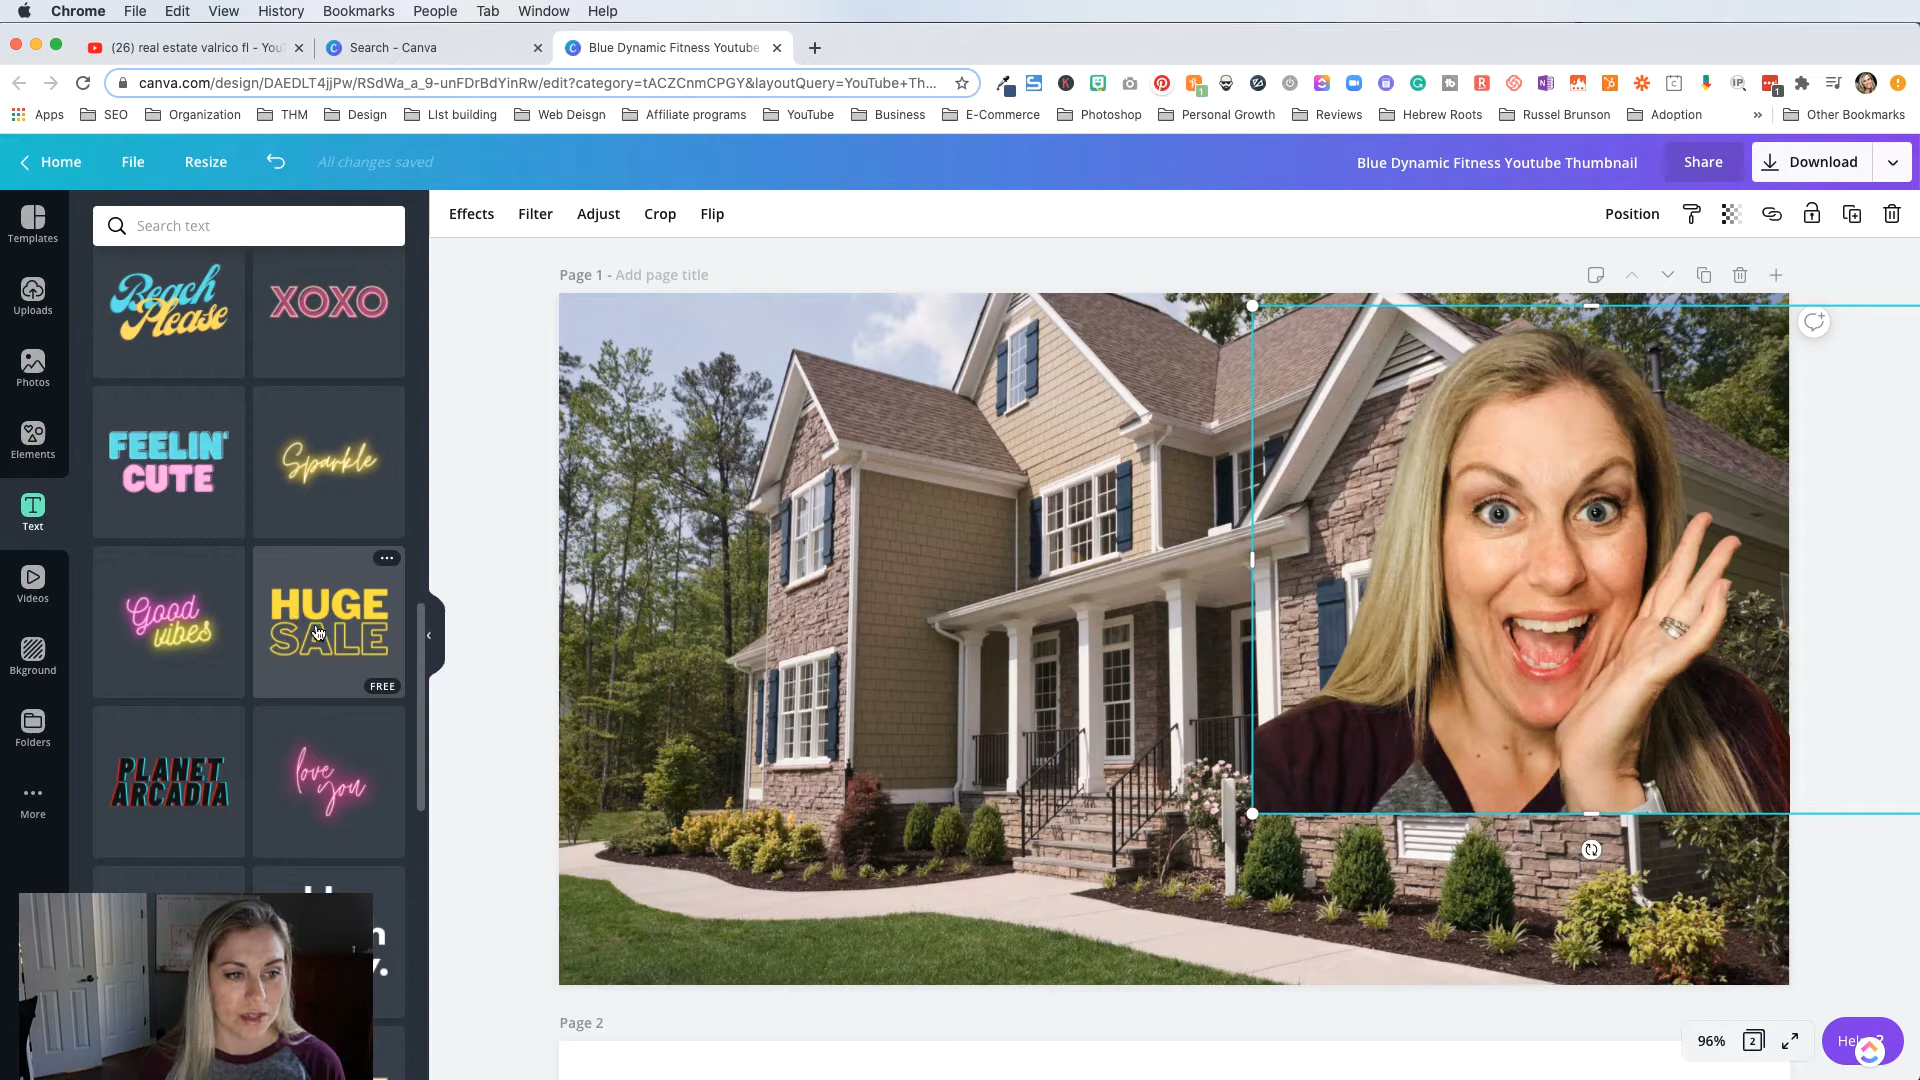 Chrome File Edit View History Bookmarks People Tab Window Help
(26) real estate valrico fl - You
Search - Canva
Blue Dynamic Fitness Youtube
canva.com/design/DAEDLT4jjPw/RSdWa_a_9-unFDrBdYinRw/edit?category=tACZCnmCPGY&layoutQuery=YouTube+Th...
Apps SEO Organization THM Design LIst building Web Deisgn Affiliate programs YouTube Business E-Commerce Photoshop Personal Growth Reviews Hebrew Roots Russel Brunson Adoption » Other Bookmarks
Home File Resize All changes saved Blue Dynamic Fitness Youtube Thumbnail Share Download
Effects Filter Adjust Crop Flip Position
Templates
Uploads
Photos
Elements
Text
Videos
Bkground
Folders
More
Search text
Beach
Please
XOXO
FEELIN'
CUTE
Sparkle
Good
vibes
HUGE
SALE
FREE
PLANET
ARCADIA
love
you
Page 1 - Add page title
Page 2
96%
2